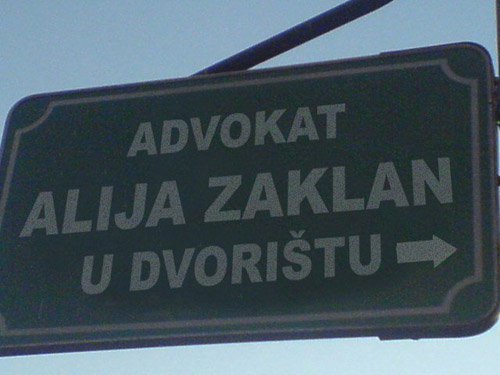 ADVOKAT
ALIJA ZAKLAN
U DVORIŠTU